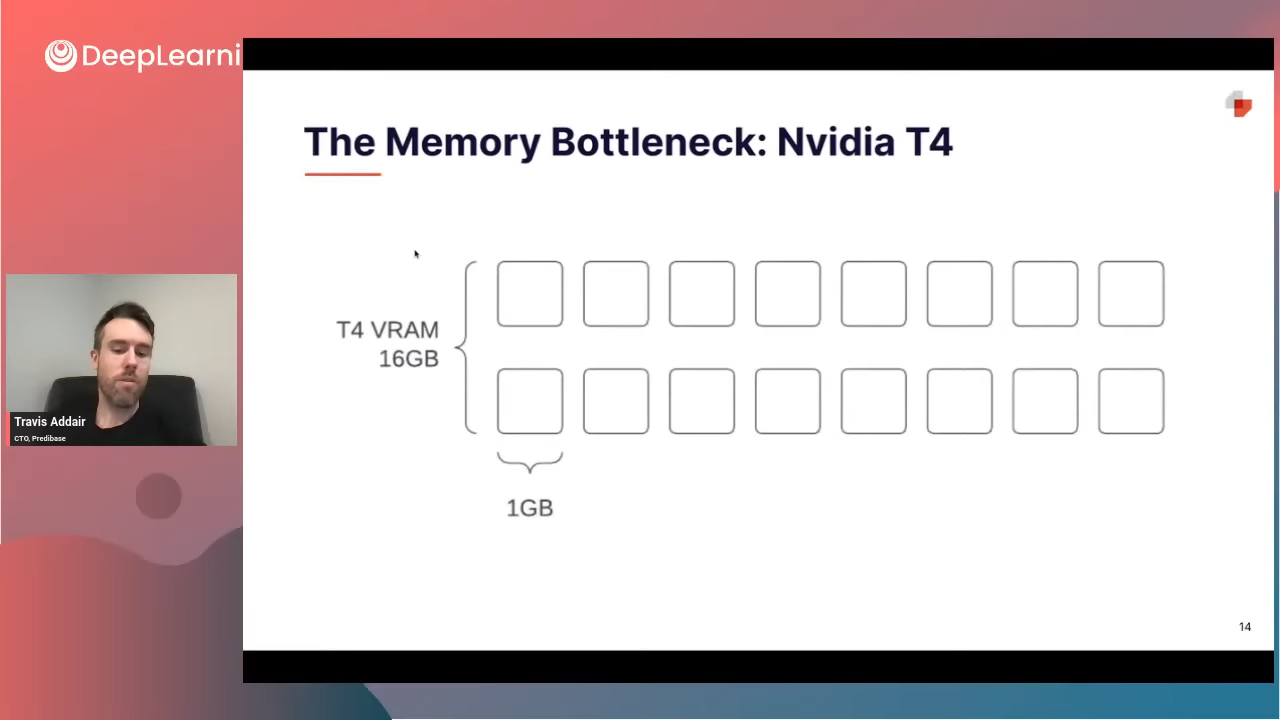 DeepLearni
The Memory Bottleneck: Nvidia T4
T4 VRAM
16GB
1GB
Travis Addair
CTO, Predibase
14